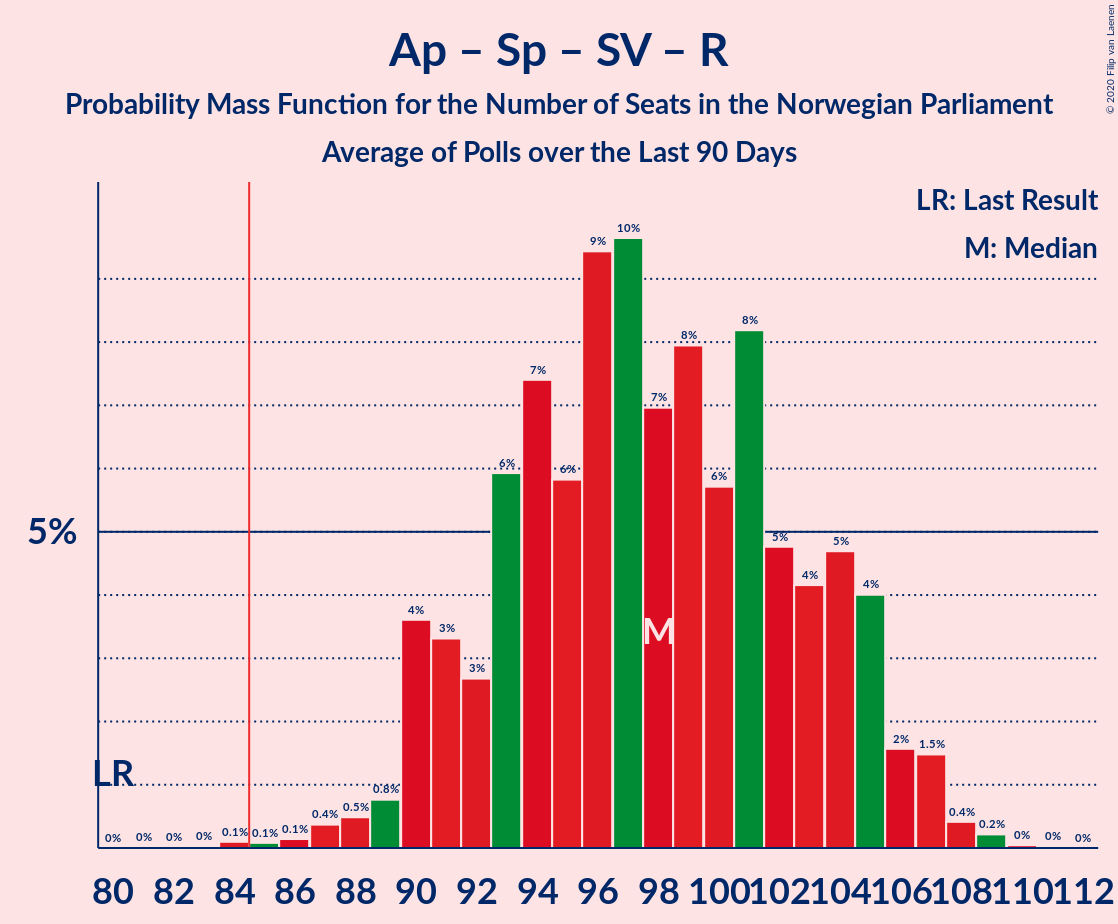 Ap – Sp – SV – R
Probability Mass Function for the Number of Seats in the Norwegian Parliament
Average of Polls over the Last 90 Days
© 2020 Filip van Laenen
LR: Last Result
M: Median
5%
LR
M
0% 0% 0% 0% 0.1% 0.1% 0.1% 0.4% 0.5% 0.8% 4% 3% 3% 6% 7% 6% 9% 10% 7% 8% 6% 8% 5% 4% 5% 4% 2% 1.5% 0.4% 0.2% 0% 0% 0%
80 82 84 86 88 90 92 94 96 98 100 102 104 106 108 110 112